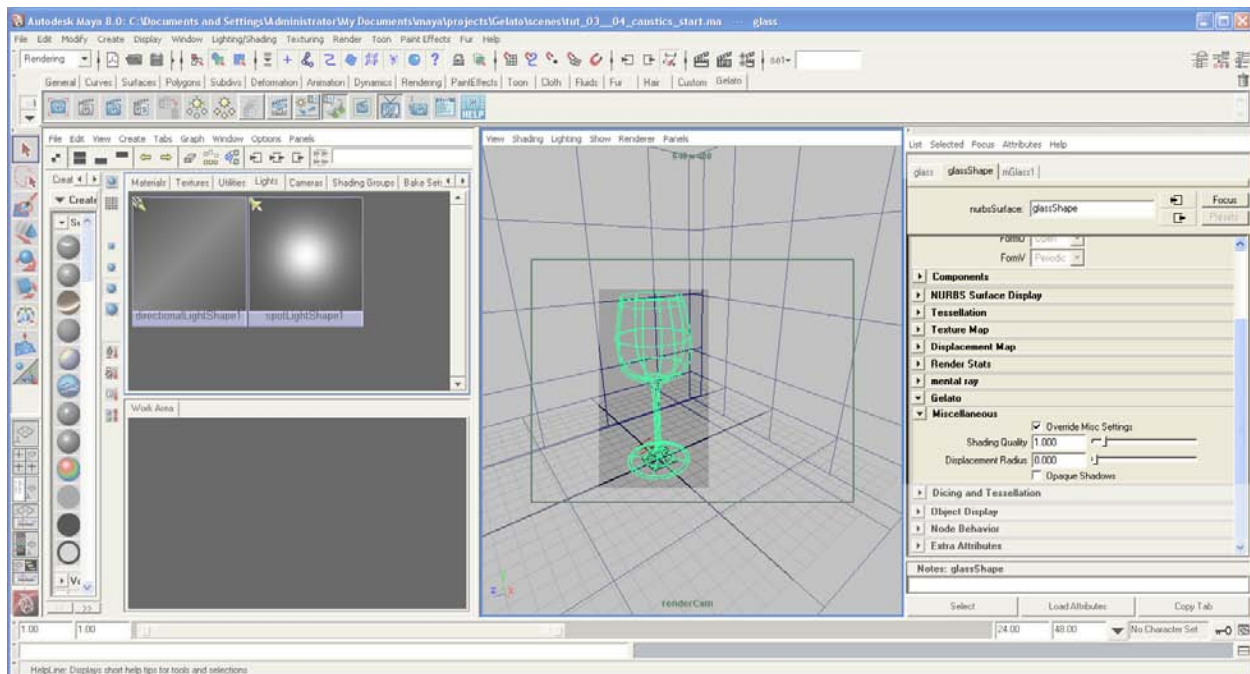 Autodesk Maya 8.0: C:\Documents and Settings\Administrator\My Documents\maya\projects\Gelato\scenes\tut_03__04_caustics_start.ma --- glass
File Edit Modify Create Display Window Lighting/Shading Texturing Render Toon Paint Effects Fur Help
Rendering
sel-
General Curves Surfaces Polygons Subdivs Deformation Animation Dynamics Rendering PaintEffects Toon Cloth Fluids Fur Hair Custom Gelato
HELP
File Edit View Create Tabs Graph Window Options Panels
Creat
Materials Textures Utilities Lights Cameras Shading Groups Bake Set
Create
directionalLightShape1 spotLightShape1
Work Area
>>
View Shading Lighting Show Renderer Panels
renderCam
List Selected Focus Attributes Help
glass glassShape mGlass1
nurbsSurface: glassShape
Focus
Presets
FormU Open
FormV Periodic
Components
NURBS Surface Display
Tessellation
Texture Map
Displacement Map
Render Stats
mental ray
Gelato
Miscellaneous
Override Misc Settings
Shading Quality 1.000
Displacement Radius 0.000
Opaque Shadows
Dicing and Tessellation
Object Display
Node Behavior
Extra Attributes
Notes: glassShape
Select Load Attributes Copy Tab
1.00 1.00 24.00 48.00 No Character Set
HelpLine: Displays short help tips for tools and selections